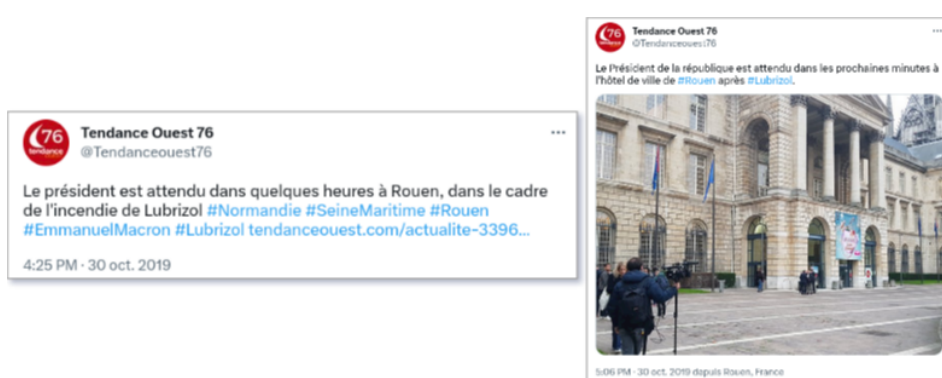 76
tendance
Tendance Ouest 76
@Tendanceouest76
Le président est attendu dans quelques heures à Rouen, dans le cadre
de l'incendie de Lubrizol #Normandie #SeineMaritime #Rouen
#EmmanuelMacron #Lubrizol tendanceouest.com/actualite-3396...
4:25 PM · 30 oct. 2019
76
tendance
Tendance Ouest 76
@Tendanceouest76
Le Président de la république est attendu dans les prochaines minutes à
l'hôtel de ville de #Rouen après #Lubrizol.
5:06 PM · 30 oct. 2019 depuis Rouen, France